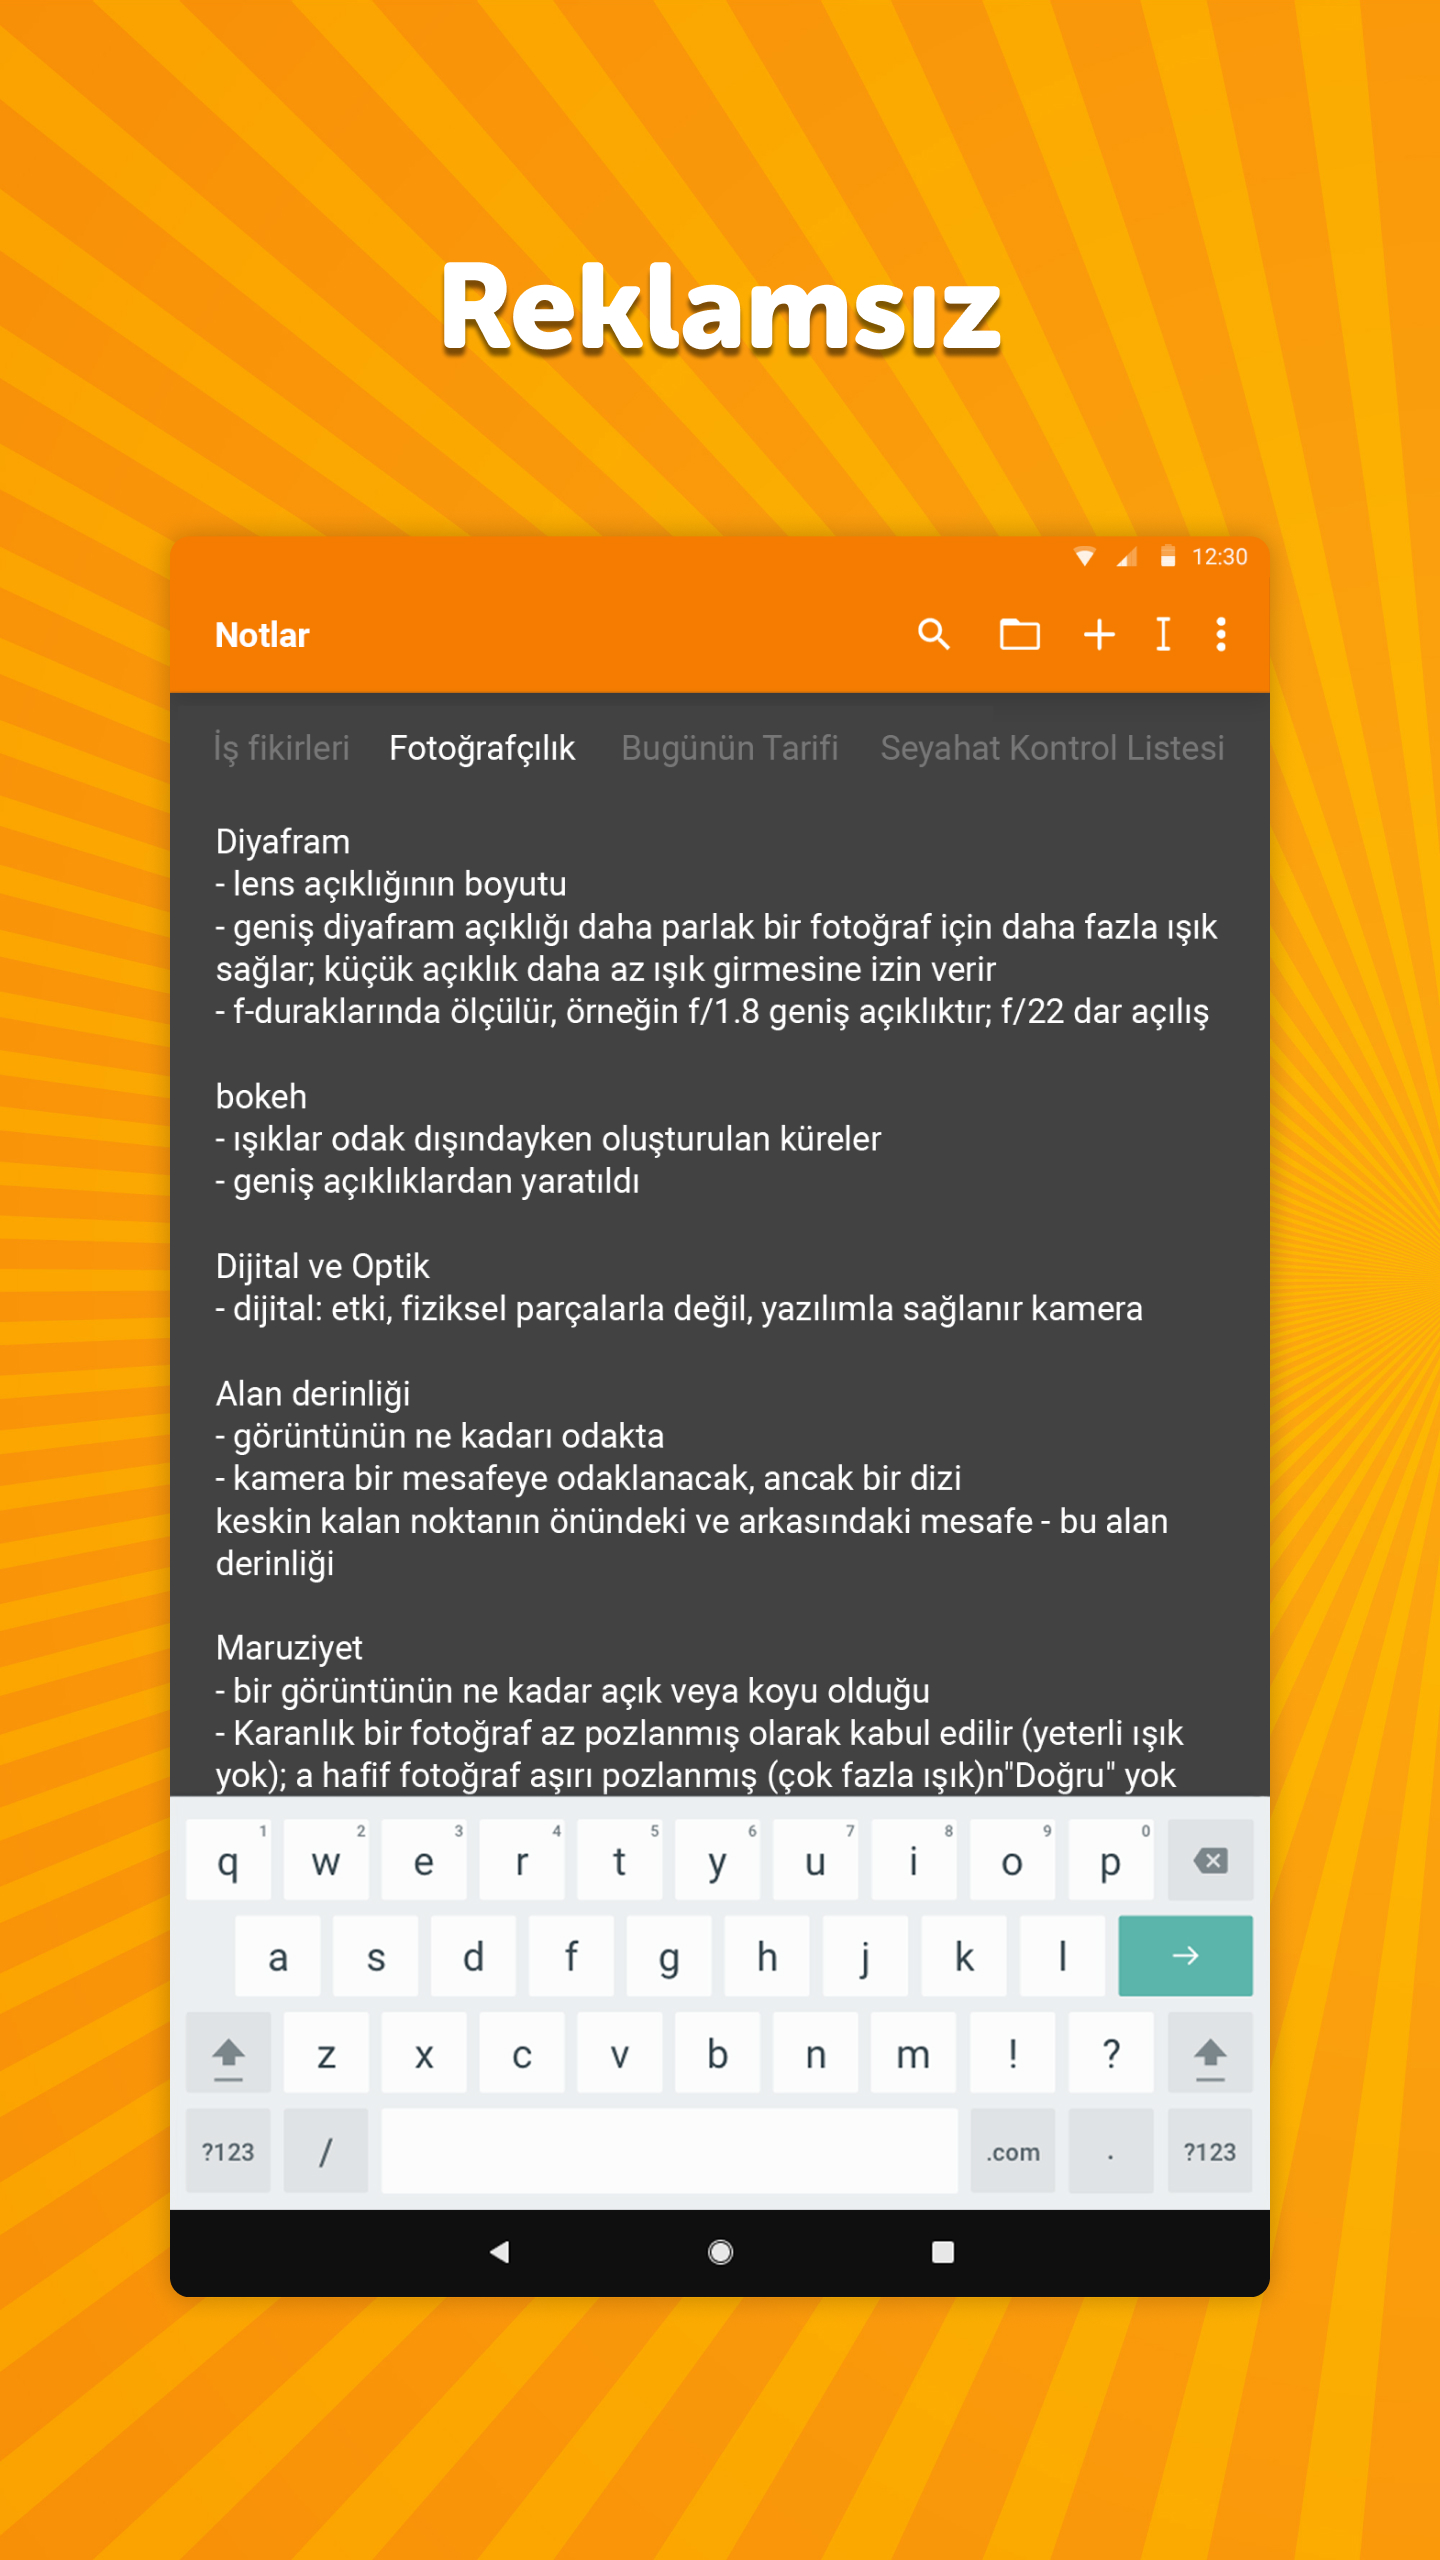 Reklamsız
12:30
Notlar
İş fikirleri Fotoğrafçılık Bugünün Tarifi Seyahat Kontrol Listesi
Diyafram
- lens açıklığının boyutu
- geniş diyafram açıklığı daha parlak bir fotoğraf için daha fazla ışık
sağlar; küçük açıklık daha az ışık girmesine izin verir
- f-duraklarında ölçülür, örneğin f/1.8 geniş açıklıktır; f/22 dar açılış
bokeh
- ışıklar odak dışındayken oluşturulan küreler
- geniş açıklıklardan yaratıldı
Dijital ve Optik
- dijital: etki, fiziksel parçalarla değil, yazılımla sağlanır kamera
Alan derinliği
- görüntünün ne kadarı odakta
- kamera bir mesafeye odaklanacak, ancak bir dizi
keskin kalan noktanın önündeki ve arkasındaki mesafe - bu alan
derinliği
Maruziyet
- bir görüntünün ne kadar açık veya koyu olduğu
- Karanlık bir fotoğraf az pozlanmış olarak kabul edilir (yeterli ışık
yok); a hafif fotoğraf aşırı pozlanmış (çok fazla ışık)n"Doğru" yok
1 2 3 4 5 6 7 8 9 0
q w e r t y u i o p
a s d f g h j k l
z x c v b n m ! ?
?123 / .com . ?123